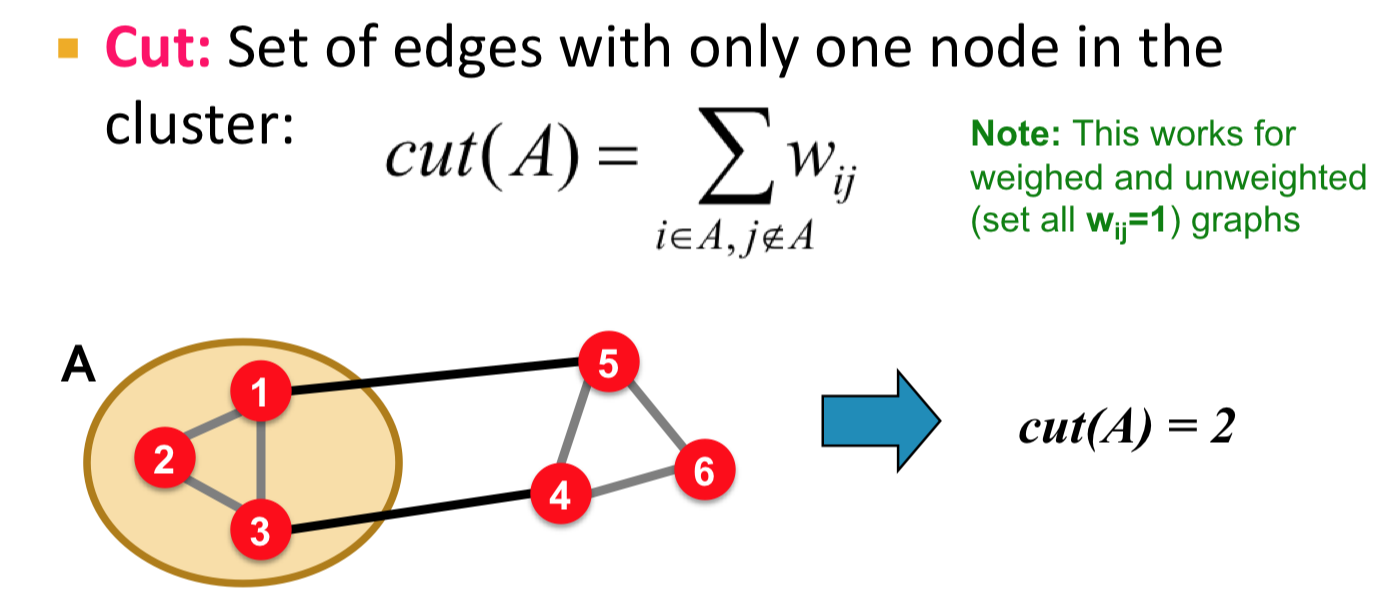 Cut: Set of edges with only one node in the
cluster:
cut(A) = ∑ w_ij
i∈A, j∉A
Note: This works for
weighed and unweighted
(set all w_ij=1) graphs
A
1
2
3
5
4
6
cut(A) = 2